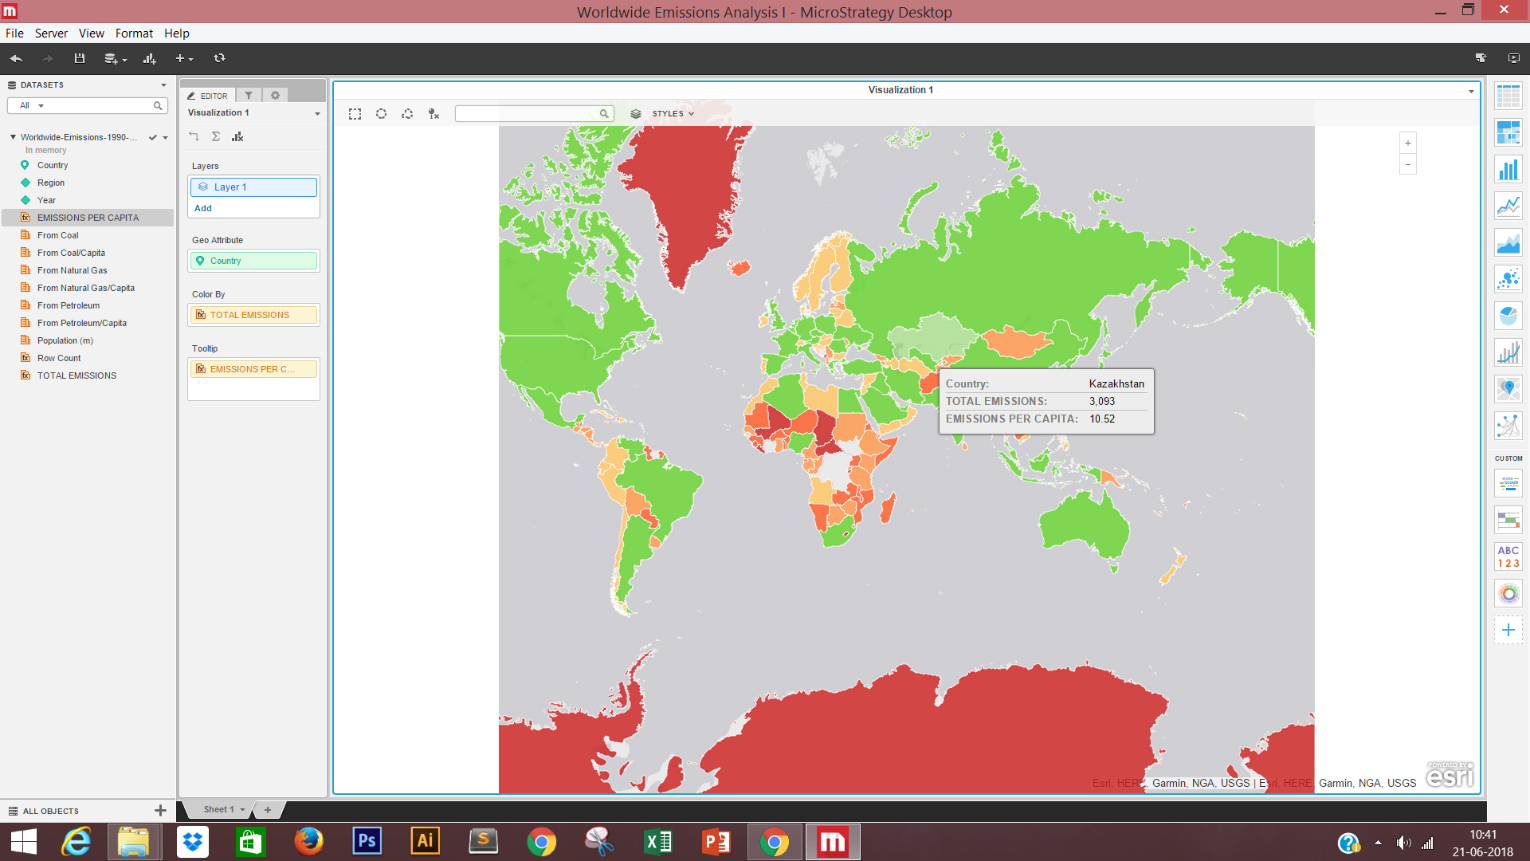 Worldwide Emissions Analysis I - MicroStrategy Desktop
File Server View Format Help
DATASETS
All
Worldwide-Emissions-1990-...
In memory
Country
Region
Year
EMISSIONS PER CAPITA
From Coal
From Coal/Capita
From Natural Gas
From Natural Gas/Capita
From Petroleum
From Petroleum/Capita
Population (m)
Row Count
TOTAL EMISSIONS
ALL OBJECTS
EDITOR
Visualization 1
Layers
Layer 1
Add
Geo Attribute
Country
Color By
TOTAL EMISSIONS
Tooltip
EMISSIONS PER C...
Visualization 1
STYLES
Country: Kazakhstan
TOTAL EMISSIONS: 3,093
EMISSIONS PER CAPITA: 10.52
Esri, HERE, Garmin, NGA, USGS | Esri, HERE, Garmin, NGA, USGS
POWERED BY
esri
CUSTOM
ABC
123
Sheet 1
Ps
Ai
S
10:41
21-06-2018